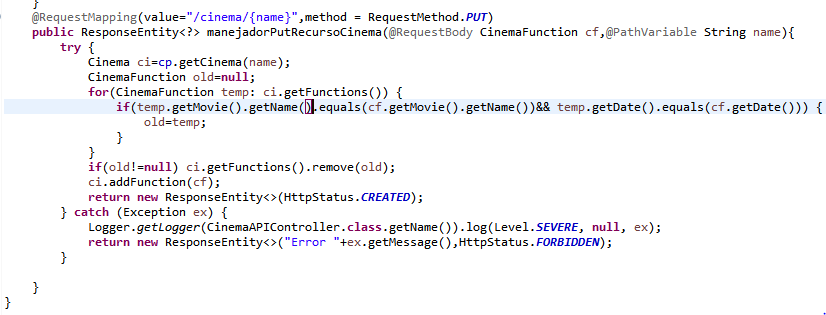 }
@RequestMapping(value="/cinema/{name}",method = RequestMethod.PUT)
public ResponseEntity<?> manejadorPutRecursoCinema(@RequestBody CinemaFunction cf,@PathVariable String name){
try {
Cinema ci=cp.getCinema(name);
CinemaFunction old=null;
for(CinemaFunction temp: ci.getFunctions()) {
if(temp.getMovie().getName().equals(cf.getMovie().getName())&& temp.getDate().equals(cf.getDate())) {
old=temp;
}
}
if(old!=null) ci.getFunctions().remove(old);
ci.addFunction(cf);
return new ResponseEntity<>(HttpStatus.CREATED);
} catch (Exception ex) {
Logger.getLogger(CinemaAPIController.class.getName()).log(Level.SEVERE, null, ex);
return new ResponseEntity<>("Error "+ex.getMessage(),HttpStatus.FORBIDDEN);
}
}
}